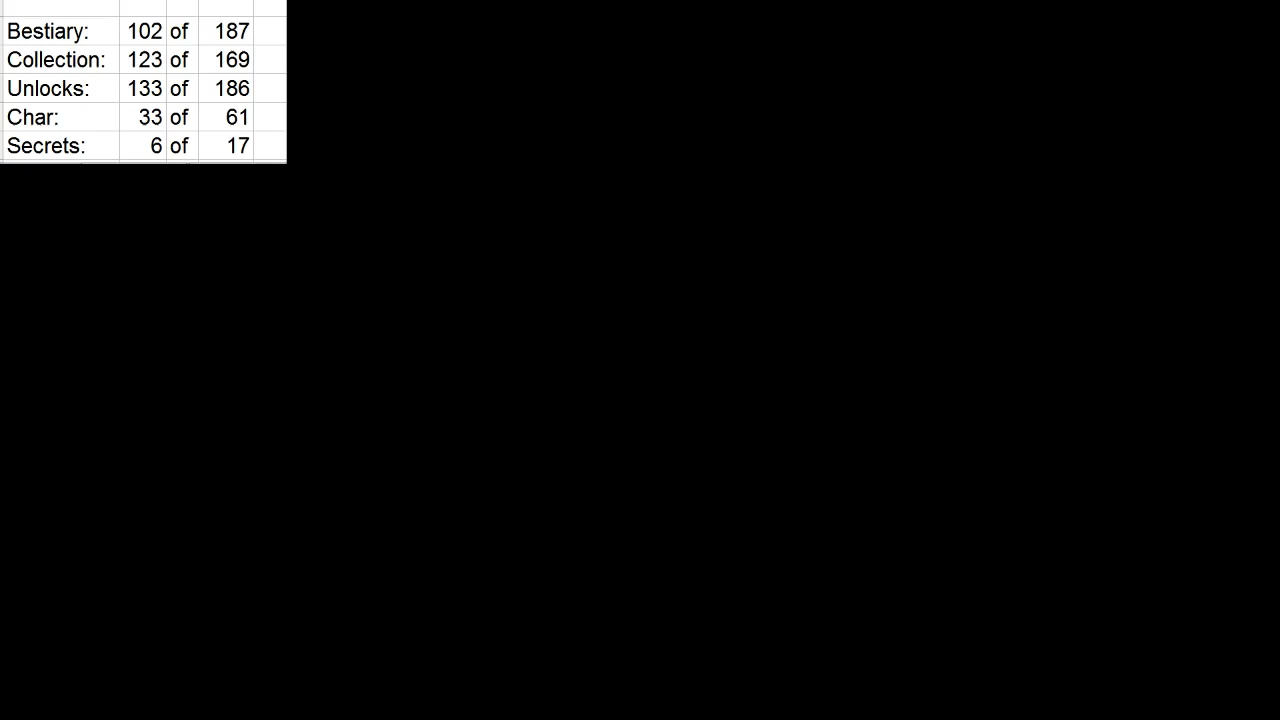 Bestiary: 102 of 187
Collection: 123 of 169
Unlocks: 133 of 186
Char: 33 of 61
Secrets: 6 of 17